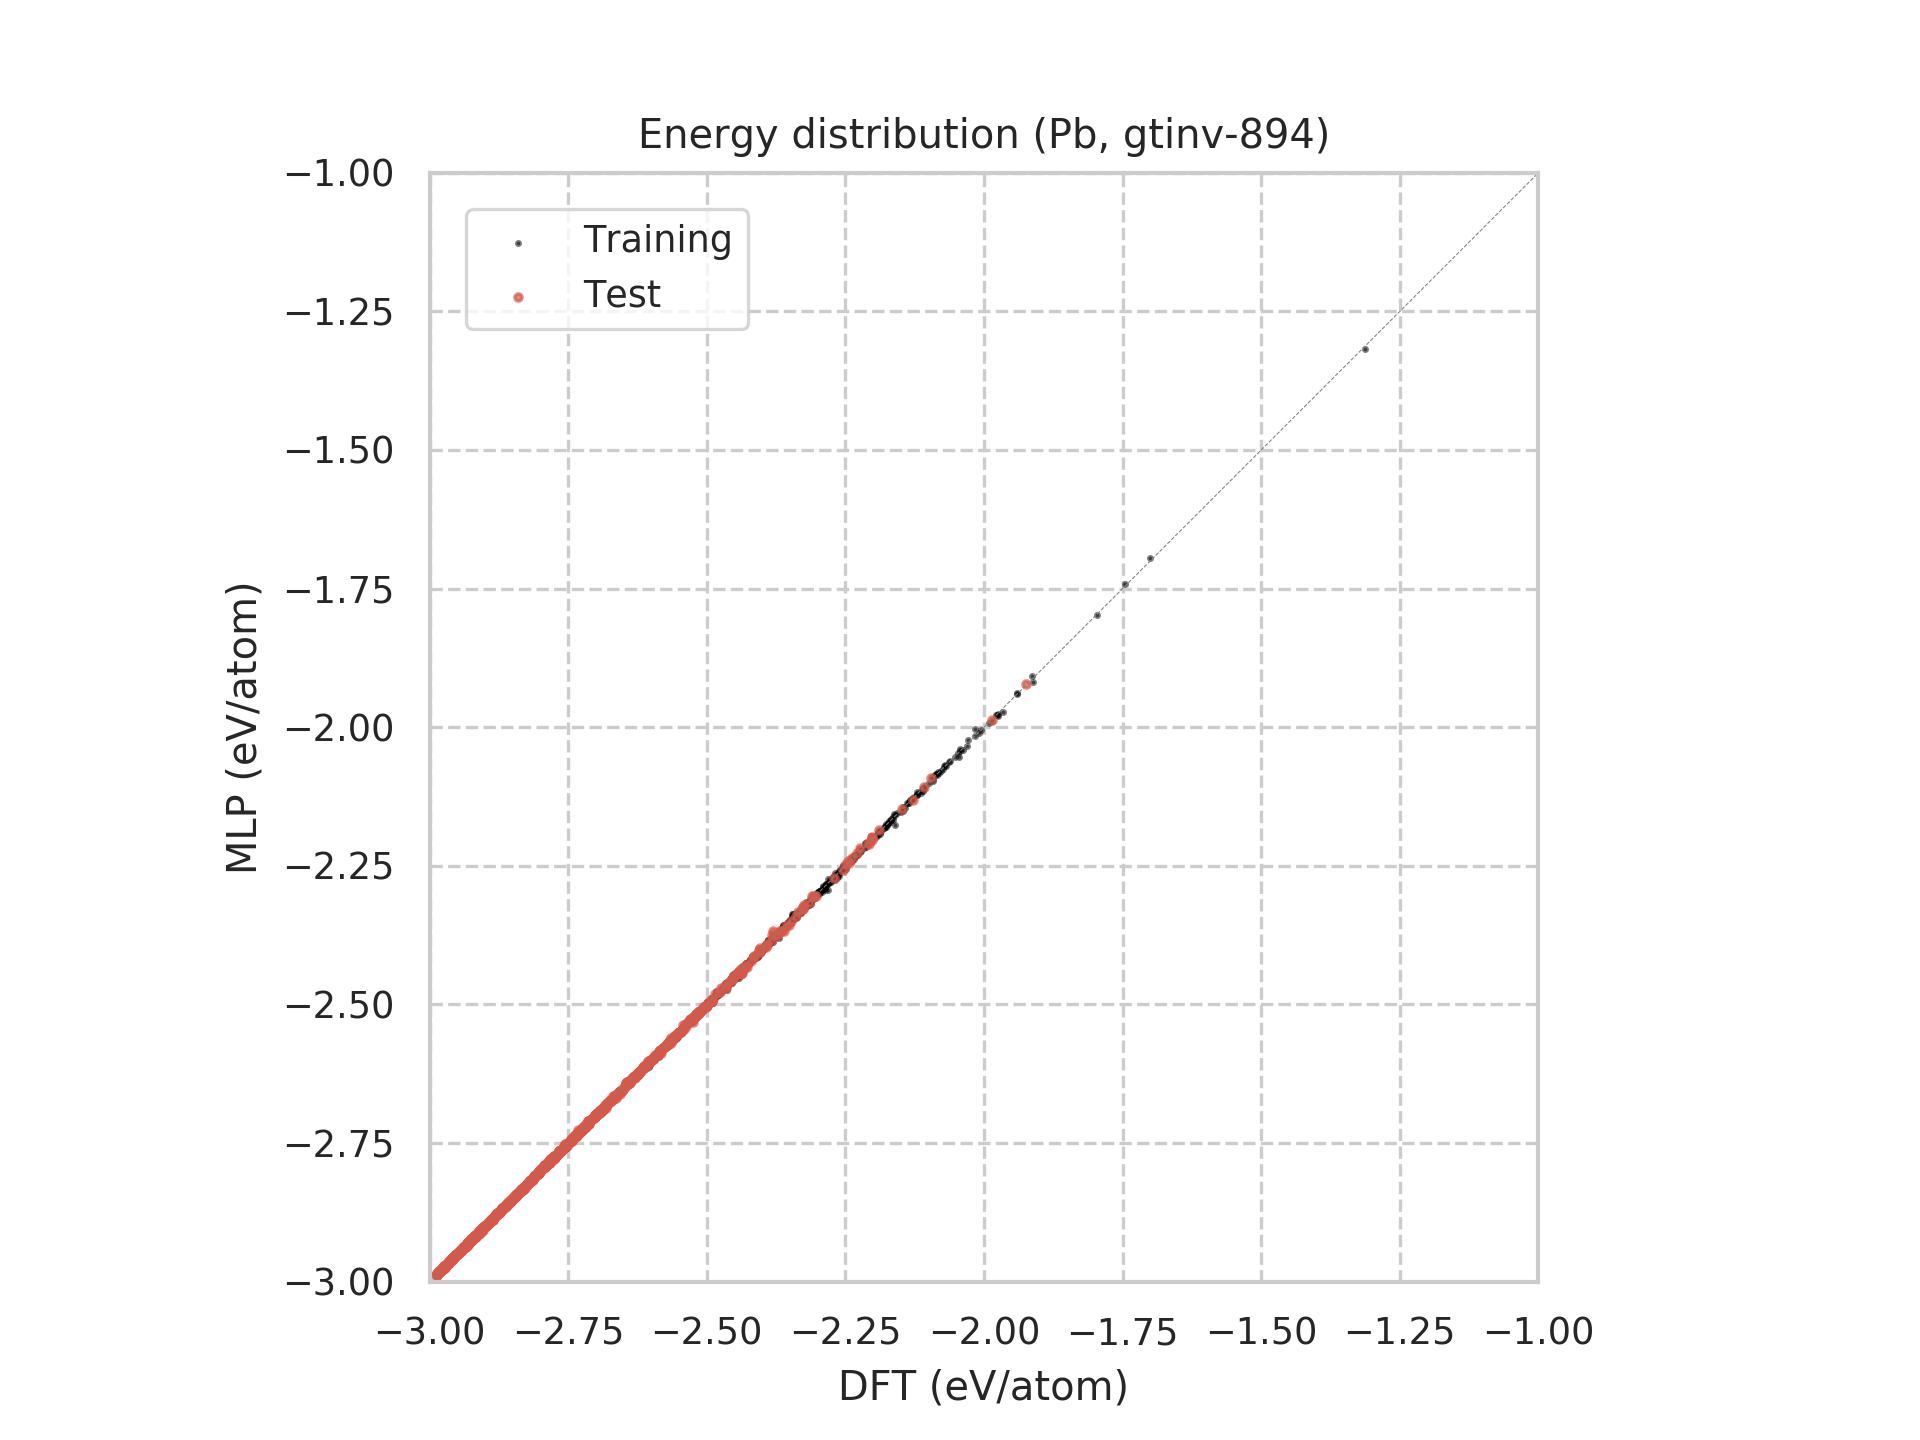 Energy distribution (Pb, gtinv-894)
Training
Test
MLP (eV/atom)
−1.00
−1.25
−1.50
−1.75
−2.00
−2.25
−2.50
−2.75
−3.00
−3.00 −2.75 −2.50 −2.25 −2.00 −1.75 −1.50 −1.25 −1.00
DFT (eV/atom)